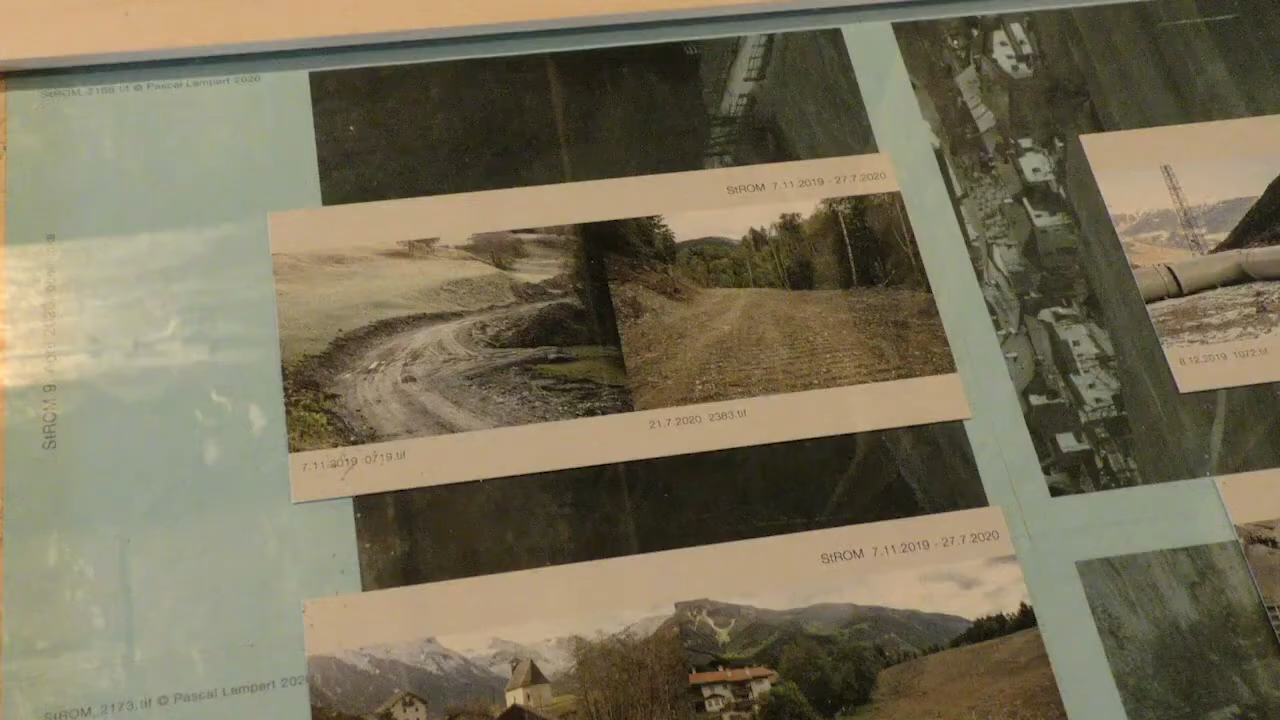 StROM_2168.tif © Pascal Lampert 2020
StROM 7.11.2019 - 27.7.2020
8.12.2019 1072.tif
21.7.2020 2383.tif
7.11.2019 0719.tif
StROM 9
StROM 7.11.2019 - 27.7.2020
StROM_2173.tif © Pascal Lampert 2020